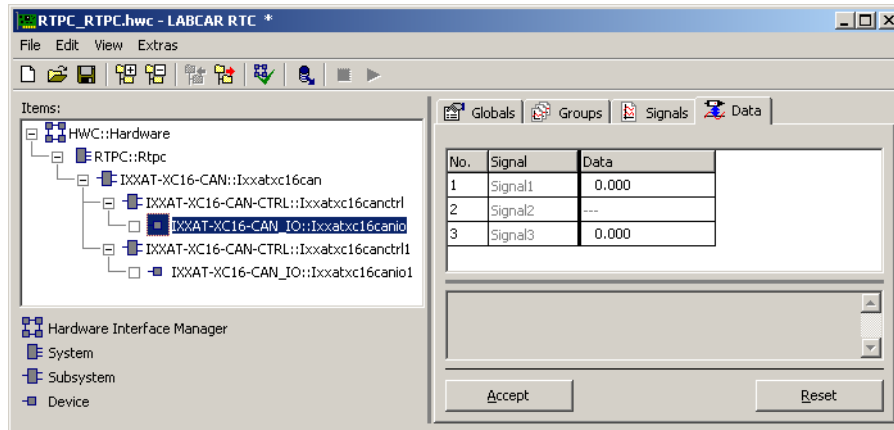 RTPC_RTPC.hwc - LABCAR RTC *
File Edit View Extras
Items:
HWC::Hardware
RTPC::Rtpc
IXXAT-XC16-CAN::Ixxatxc16can
IXXAT-XC16-CAN-CTRL::Ixxatxc16canctrl
IXXAT-XC16-CAN_IO::Ixxatxc16canio
IXXAT-XC16-CAN-CTRL::Ixxatxc16canctrl1
IXXAT-XC16-CAN_IO::Ixxatxc16canio1
Hardware Interface Manager
System
Subsystem
Device
Globals Groups Signals Data
No. Signal Data
1 Signal1 0.000
2 Signal2 ---
3 Signal3 0.000
Accept Reset